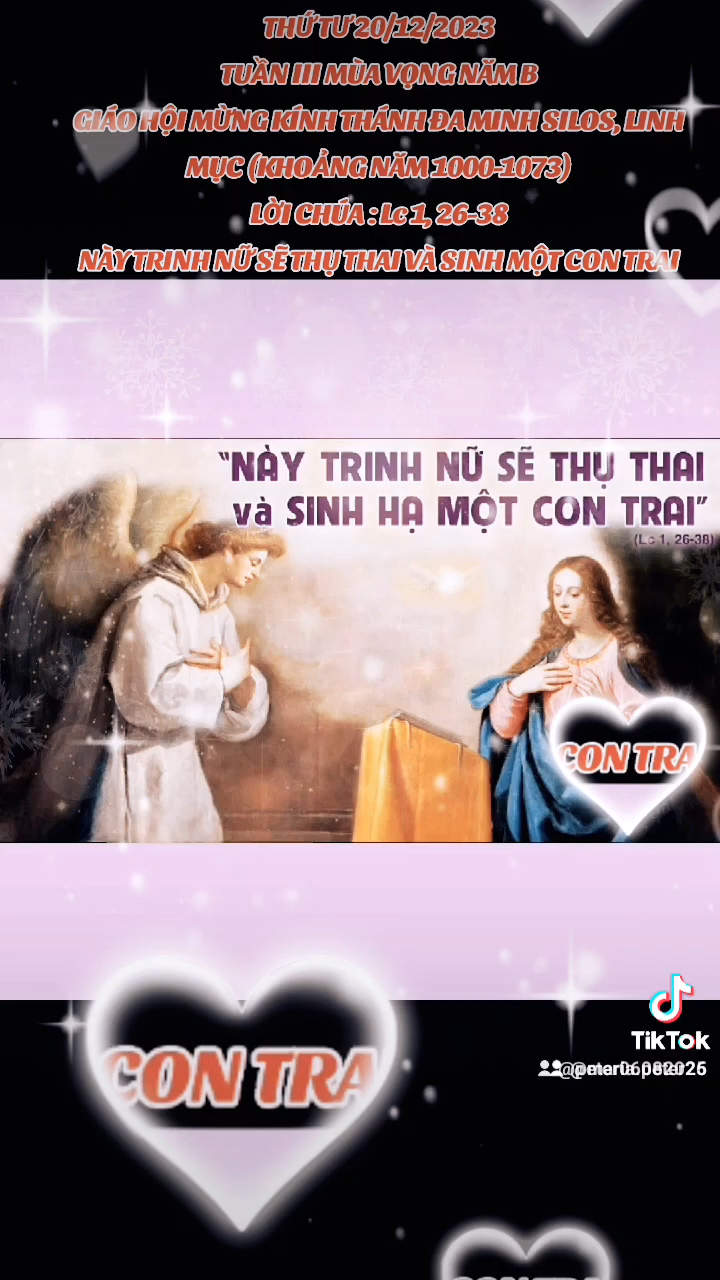 THỨ TƯ 20/12/2023
TUẦN III MÙA VỌNG NĂM B
GIÁO HỘI MỪNG KÍNH THÁNH ĐA MINH SILOS, LINH
MỤC (KHOẢNG NĂM 1000-1073)
LỜI CHÚA : Lc 1, 26-38
NÀY TRINH NỮ SẼ THỤ THAI VÀ SINH MỘT CON TRAI
"NÀY TRINH NỮ SẼ THỤ THAI
và SINH HẠ MỘT CON TRAI"
(Lc 1, 26-38)
CON TRA
CON TRA
TikTok